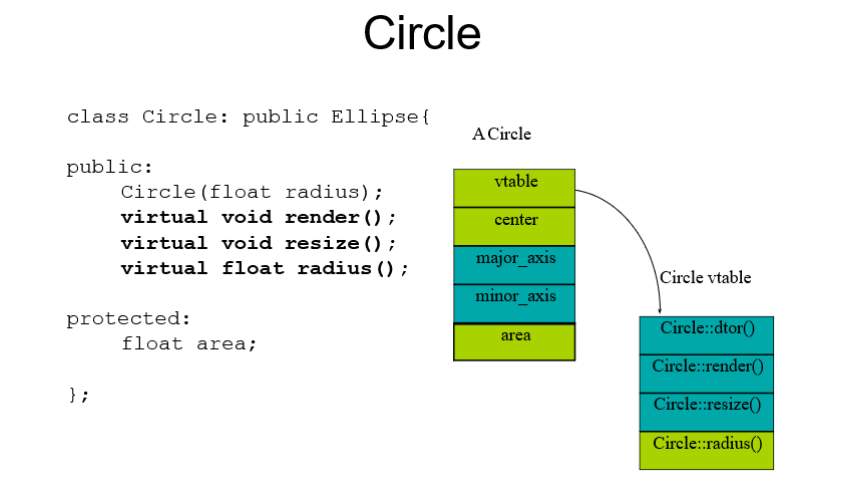 Circle
class Circle: public Ellipse{
public:
Circle(float radius);
virtual void render();
virtual void resize();
virtual float radius();
protected:
float area;
};
A Circle
vtable
center
major_axis
minor_axis
area
Circle vtable
Circle::dtor()
Circle::render()
Circle::resize()
Circle::radius()